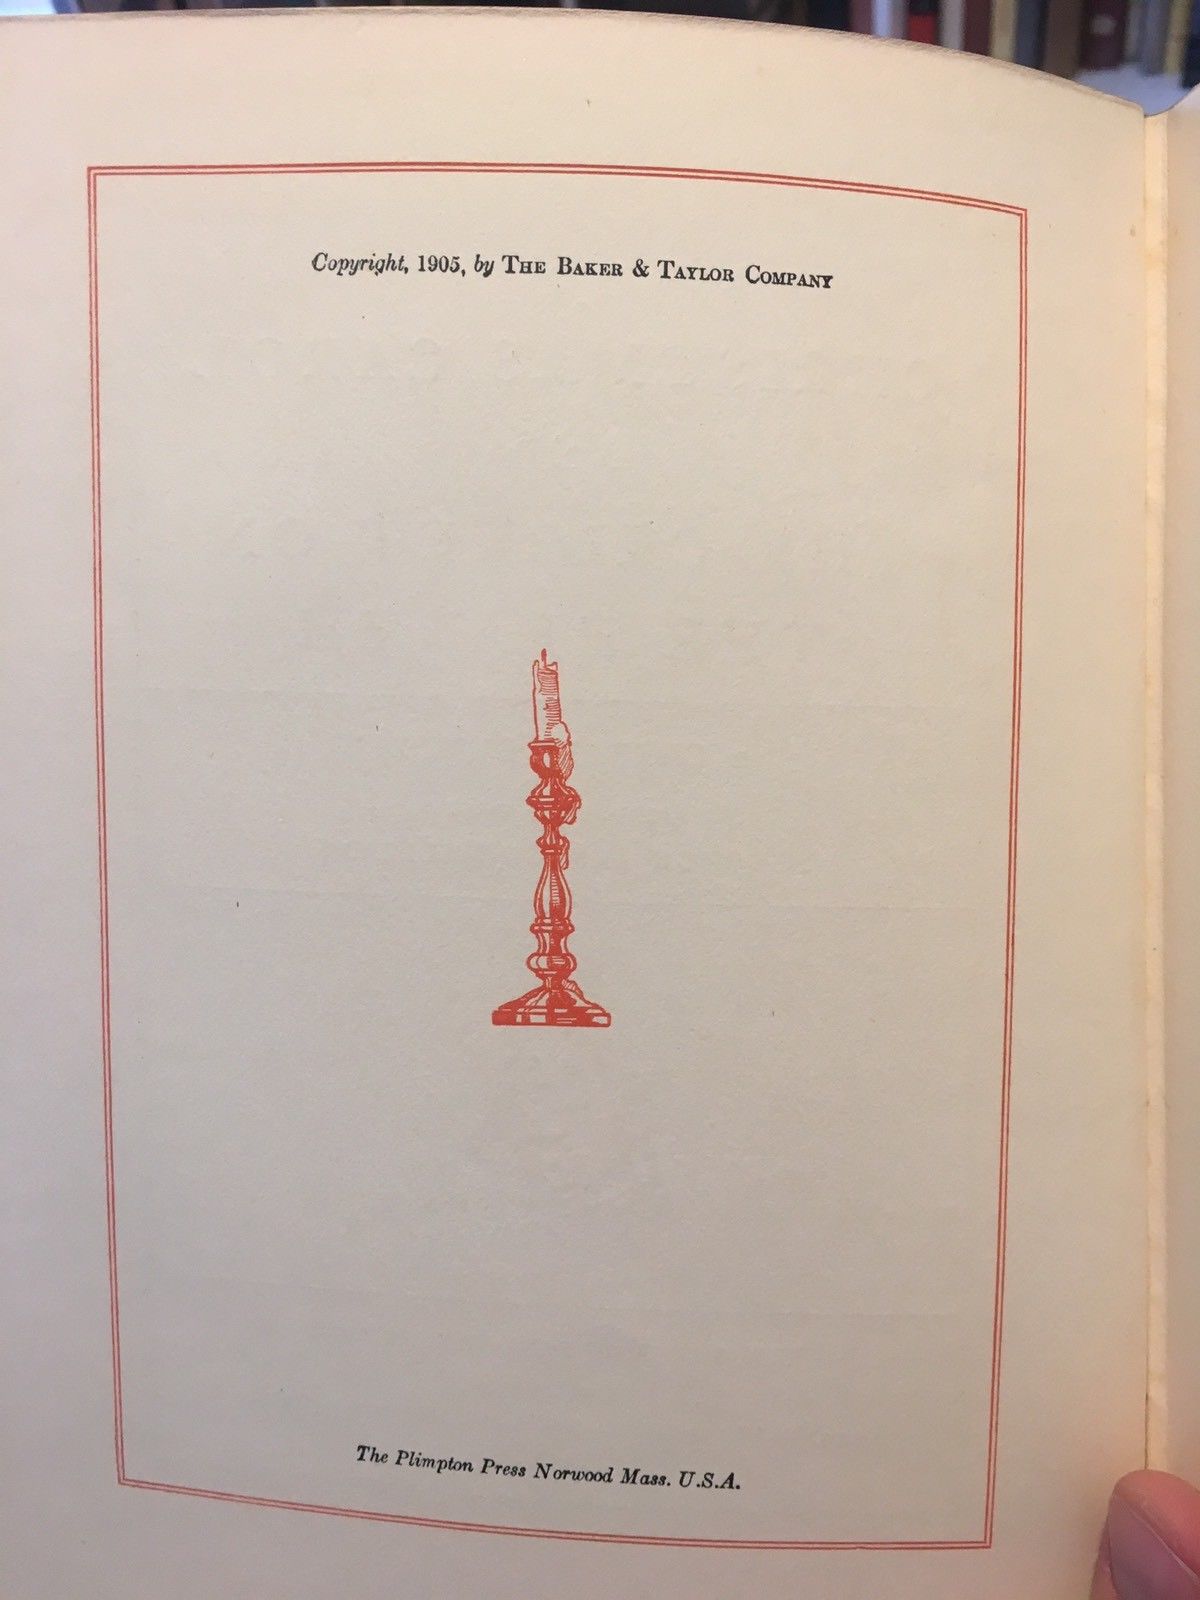 Copyright, 1905, by THE BAKER & TAYLOR COMPANY
The Plimpton Press Norwood Mass. U.S.A.